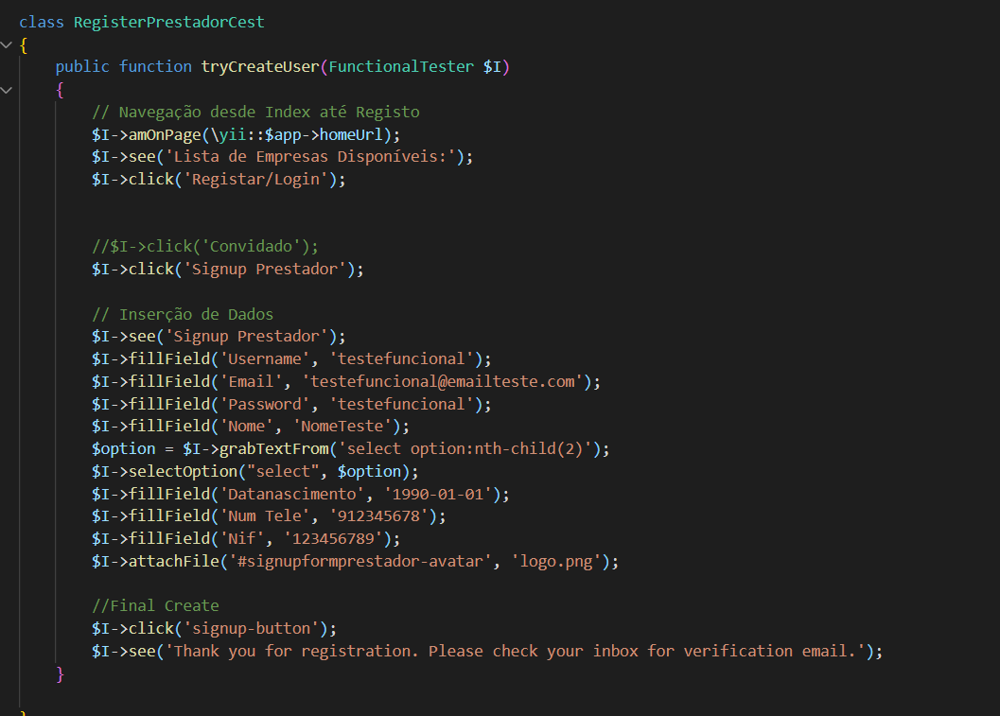 class RegisterPrestadorCest
{
public function tryCreateUser(FunctionalTester $I)
{
// Navegação desde Index até Registo
$I->amOnPage(\yii::$app->homeUrl);
$I->see('Lista de Empresas Disponíveis:');
$I->click('Registar/Login');
//$I->click('Convidado');
$I->click('Signup Prestador');
// Inserção de Dados
$I->see('Signup Prestador');
$I->fillField('Username', 'testefuncional');
$I->fillField('Email', 'testefuncional@emailteste.com');
$I->fillField('Password', 'testefuncional');
$I->fillField('Nome', 'NomeTeste');
$option = $I->grabTextFrom('select option:nth-child(2)');
$I->selectOption("select", $option);
$I->fillField('Datanascimento', '1990-01-01');
$I->fillField('Num Tele', '912345678');
$I->fillField('Nif', '123456789');
$I->attachFile('#signupformprestador-avatar', 'logo.png');
//Final Create
$I->click('signup-button');
$I->see('Thank you for registration. Please check your inbox for verification email.');
}
}